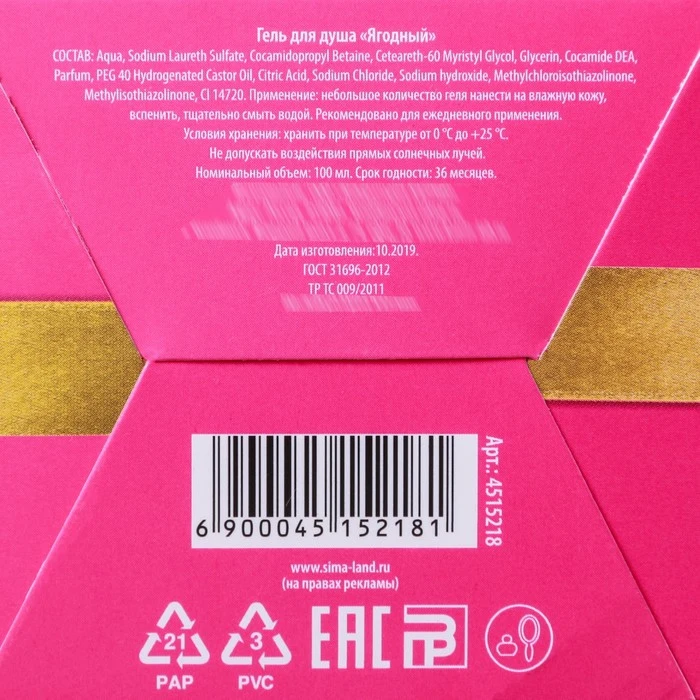 Гель для душа «Ягодный»
СОСТАВ: Aqua, Sodium Laureth Sulfate, Cocamidopropyl Betaine, Ceteareth-60 Myristyl Glycol, Glycerin, Cocamide DEA,
Parfum, PEG 40 Hydrogenated Castor Oil, Citric Acid, Sodium Chloride, Sodium hydroxide, Methylchloroisothiazolinone,
Methylisothiazolinone, CI 14720. Применение: небольшое количество геля нанести на влажную кожу,
вспенить, тщательно смыть водой. Рекомендовано для ежедневного применения.
Условия хранения: хранить при температуре от 0 °С до +25 °С.
Не допускать воздействия прямых солнечных лучей.
Номинальный объем: 100 мл. Срок годности: 36 месяцев.
Дата изготовления:10.2019.
ГОСТ 31696-2012
ТР ТС 009/2011
6 900045 152181
Арт.: 4515218
www.sima-land.ru
(на правах рекламы)
21
PAP
3
PVC
EAC